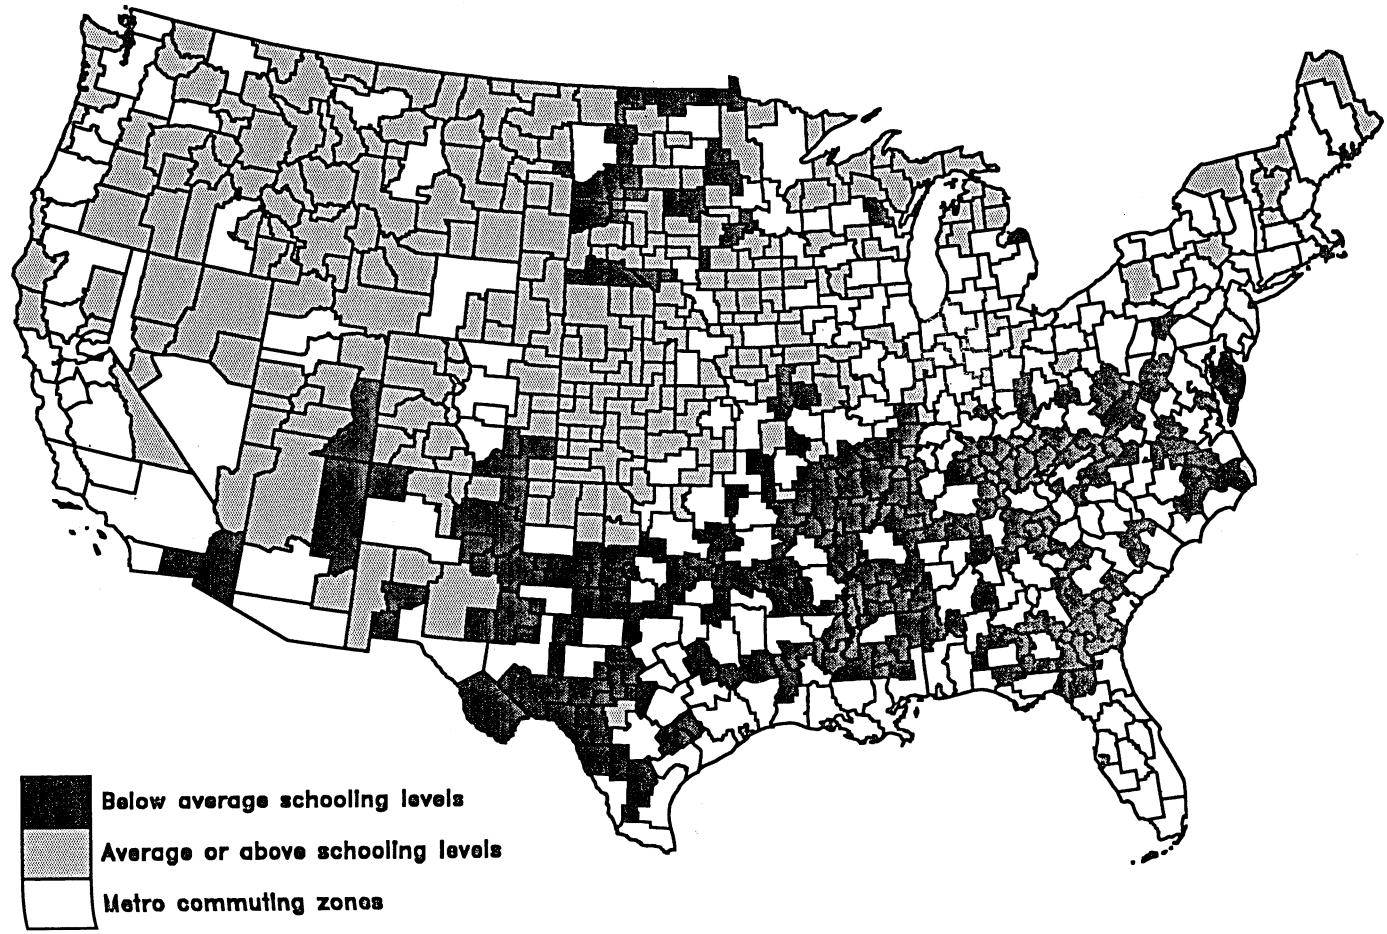 Below average schooling levels
Average or above schooling levels
Metro commuting zones